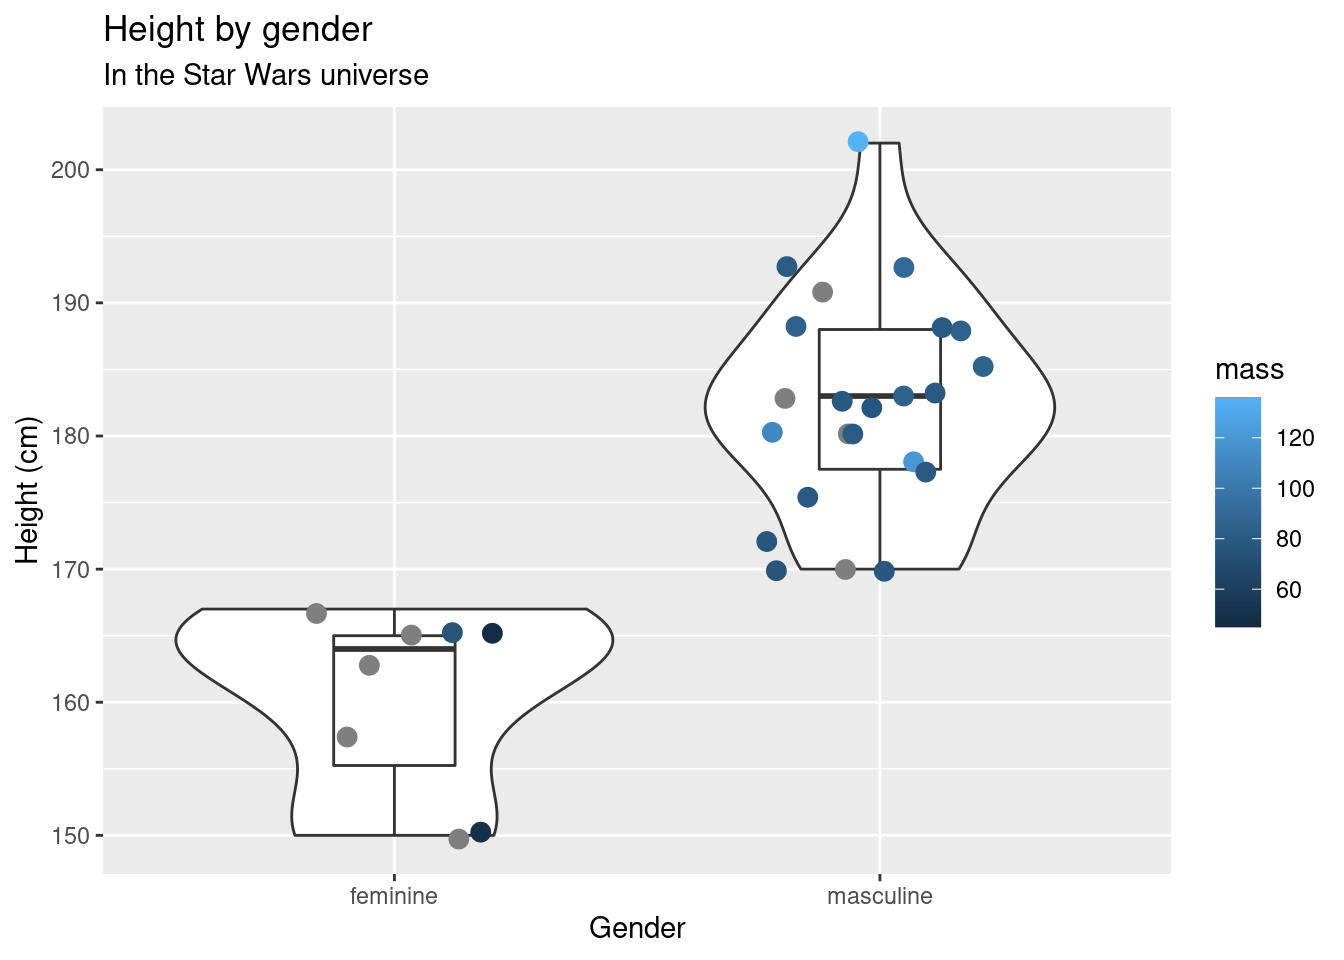 Height by gender
In the Star Wars universe
Height (cm)
200
190
180
170
160
150
feminine
masculine
Gender
mass
120
100
80
60